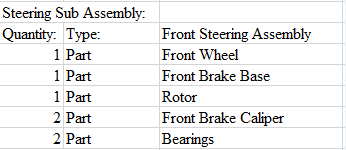 Steering Sub Assembly:
Quantity: Type: Front Steering Assembly
1 Part Front Wheel
1 Part Front Brake Base
1 Part Rotor
2 Part Front Brake Caliper
2 Part Bearings